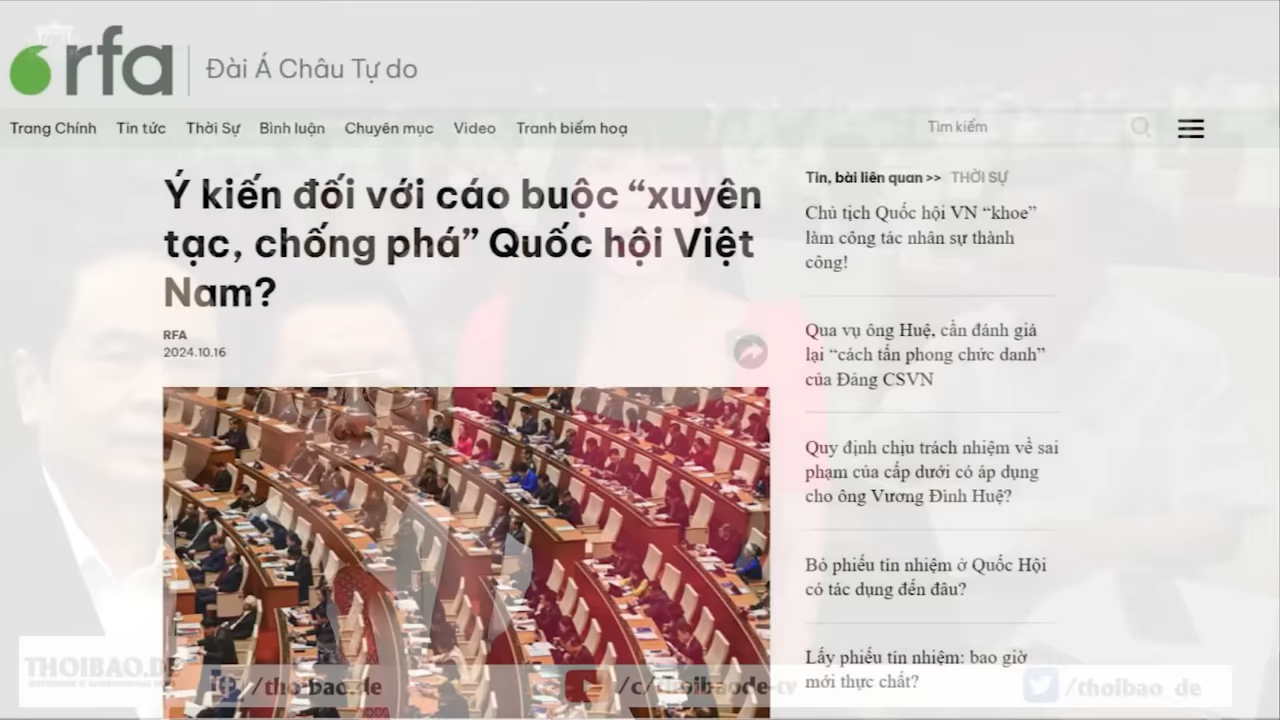 rfa Đài Á Châu Tự do
Trang Chính Tin tức Thời Sự Bình luận Chuyên mục Video Tranh biếm hoạ Tìm kiếm
Ý kiến đối với cáo buộc “xuyên
tạc, chống phá” Quốc hội Việt
Nam?
RFA
2024.10.16
Tin, bài liên quan >> THỜI SỰ
Chủ tịch Quốc hội VN “khoe”
làm công tác nhân sự thành
công!
Qua vụ ông Huệ, cần đánh giá
lại “cách tấn phong chức danh”
của Đảng CSVN
Quy định chịu trách nhiệm về sai
phạm của cấp dưới có áp dụng
cho ông Vương Đình Huệ?
Bỏ phiếu tín nhiệm ở Quốc Hội
có tác dụng đến đâu?
Lấy phiếu tín nhiệm: bao giờ
mới thực chất?
THOIBAO.DE
/thoibao.de
/c/thoibaode-tv
/thoibao_de